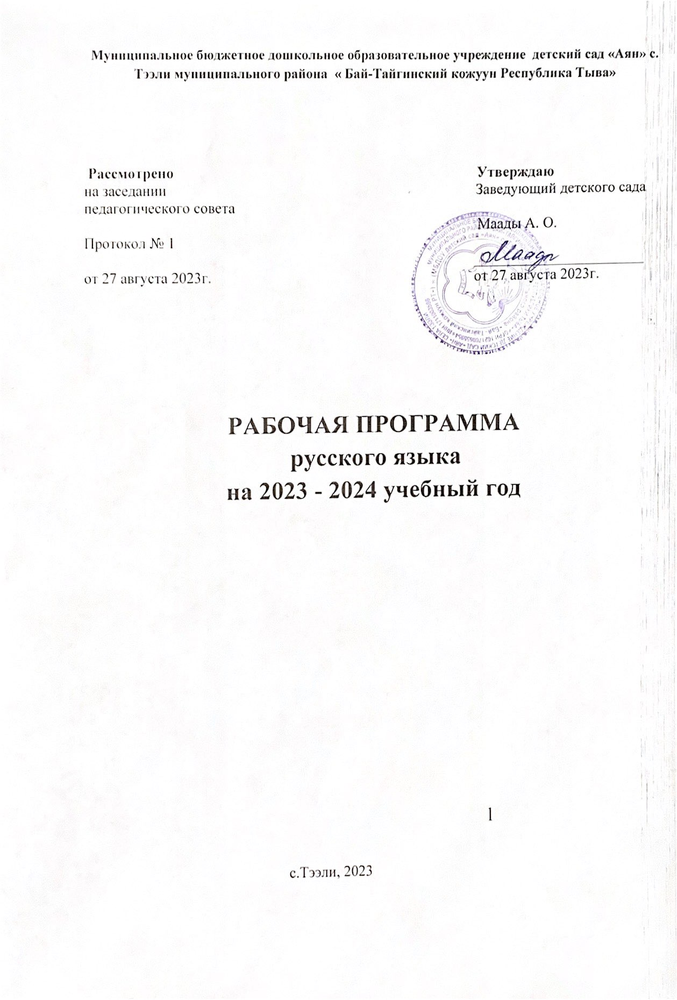 Муниципальное бюджетное дошкольное образовательное учреждение детский сад «Аян» с.
Тээли муниципального района « Бай-Тайгинский кожуун Республика Тыва»
Рассмотрено
на заседании
педагогического совета
Протокол № 1
от 27 августа 2023г.
Утверждаю
Заведующий детского сада
Маады А. О.
Маады
от 27 августа 2023г.
РАБОЧАЯ ПРОГРАММА
русского языка
на 2023 - 2024 учебный год
1
с.Тээли, 2023